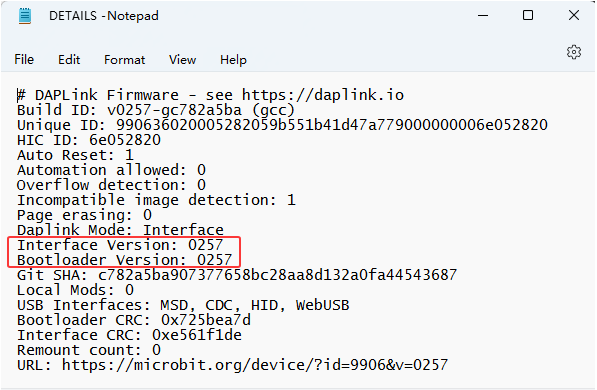 DETAILS -Notepad
File Edit Format View Help
# DAPLink Firmware - see https://daplink.io
Build ID: v0257-gc782a5ba (gcc)
Unique ID: 990636020005282059b551b41d47a779000000006e052820
HIC ID: 6e052820
Auto Reset: 1
Automation allowed: 0
Overflow detection: 0
Incompatible image detection: 1
Page erasing: 0
Daplink Mode: Interface
Interface Version: 0257
Bootloader Version: 0257
Git SHA: c782a5ba907377658bc28aa8d132a0fa44543687
Local Mods: 0
USB Interfaces: MSD, CDC, HID, WebUSB
Bootloader CRC: 0x725bea7d
Interface CRC: 0xe561f1de
Remount count: 0
URL: https://microbit.org/device/?id=9906&v=0257